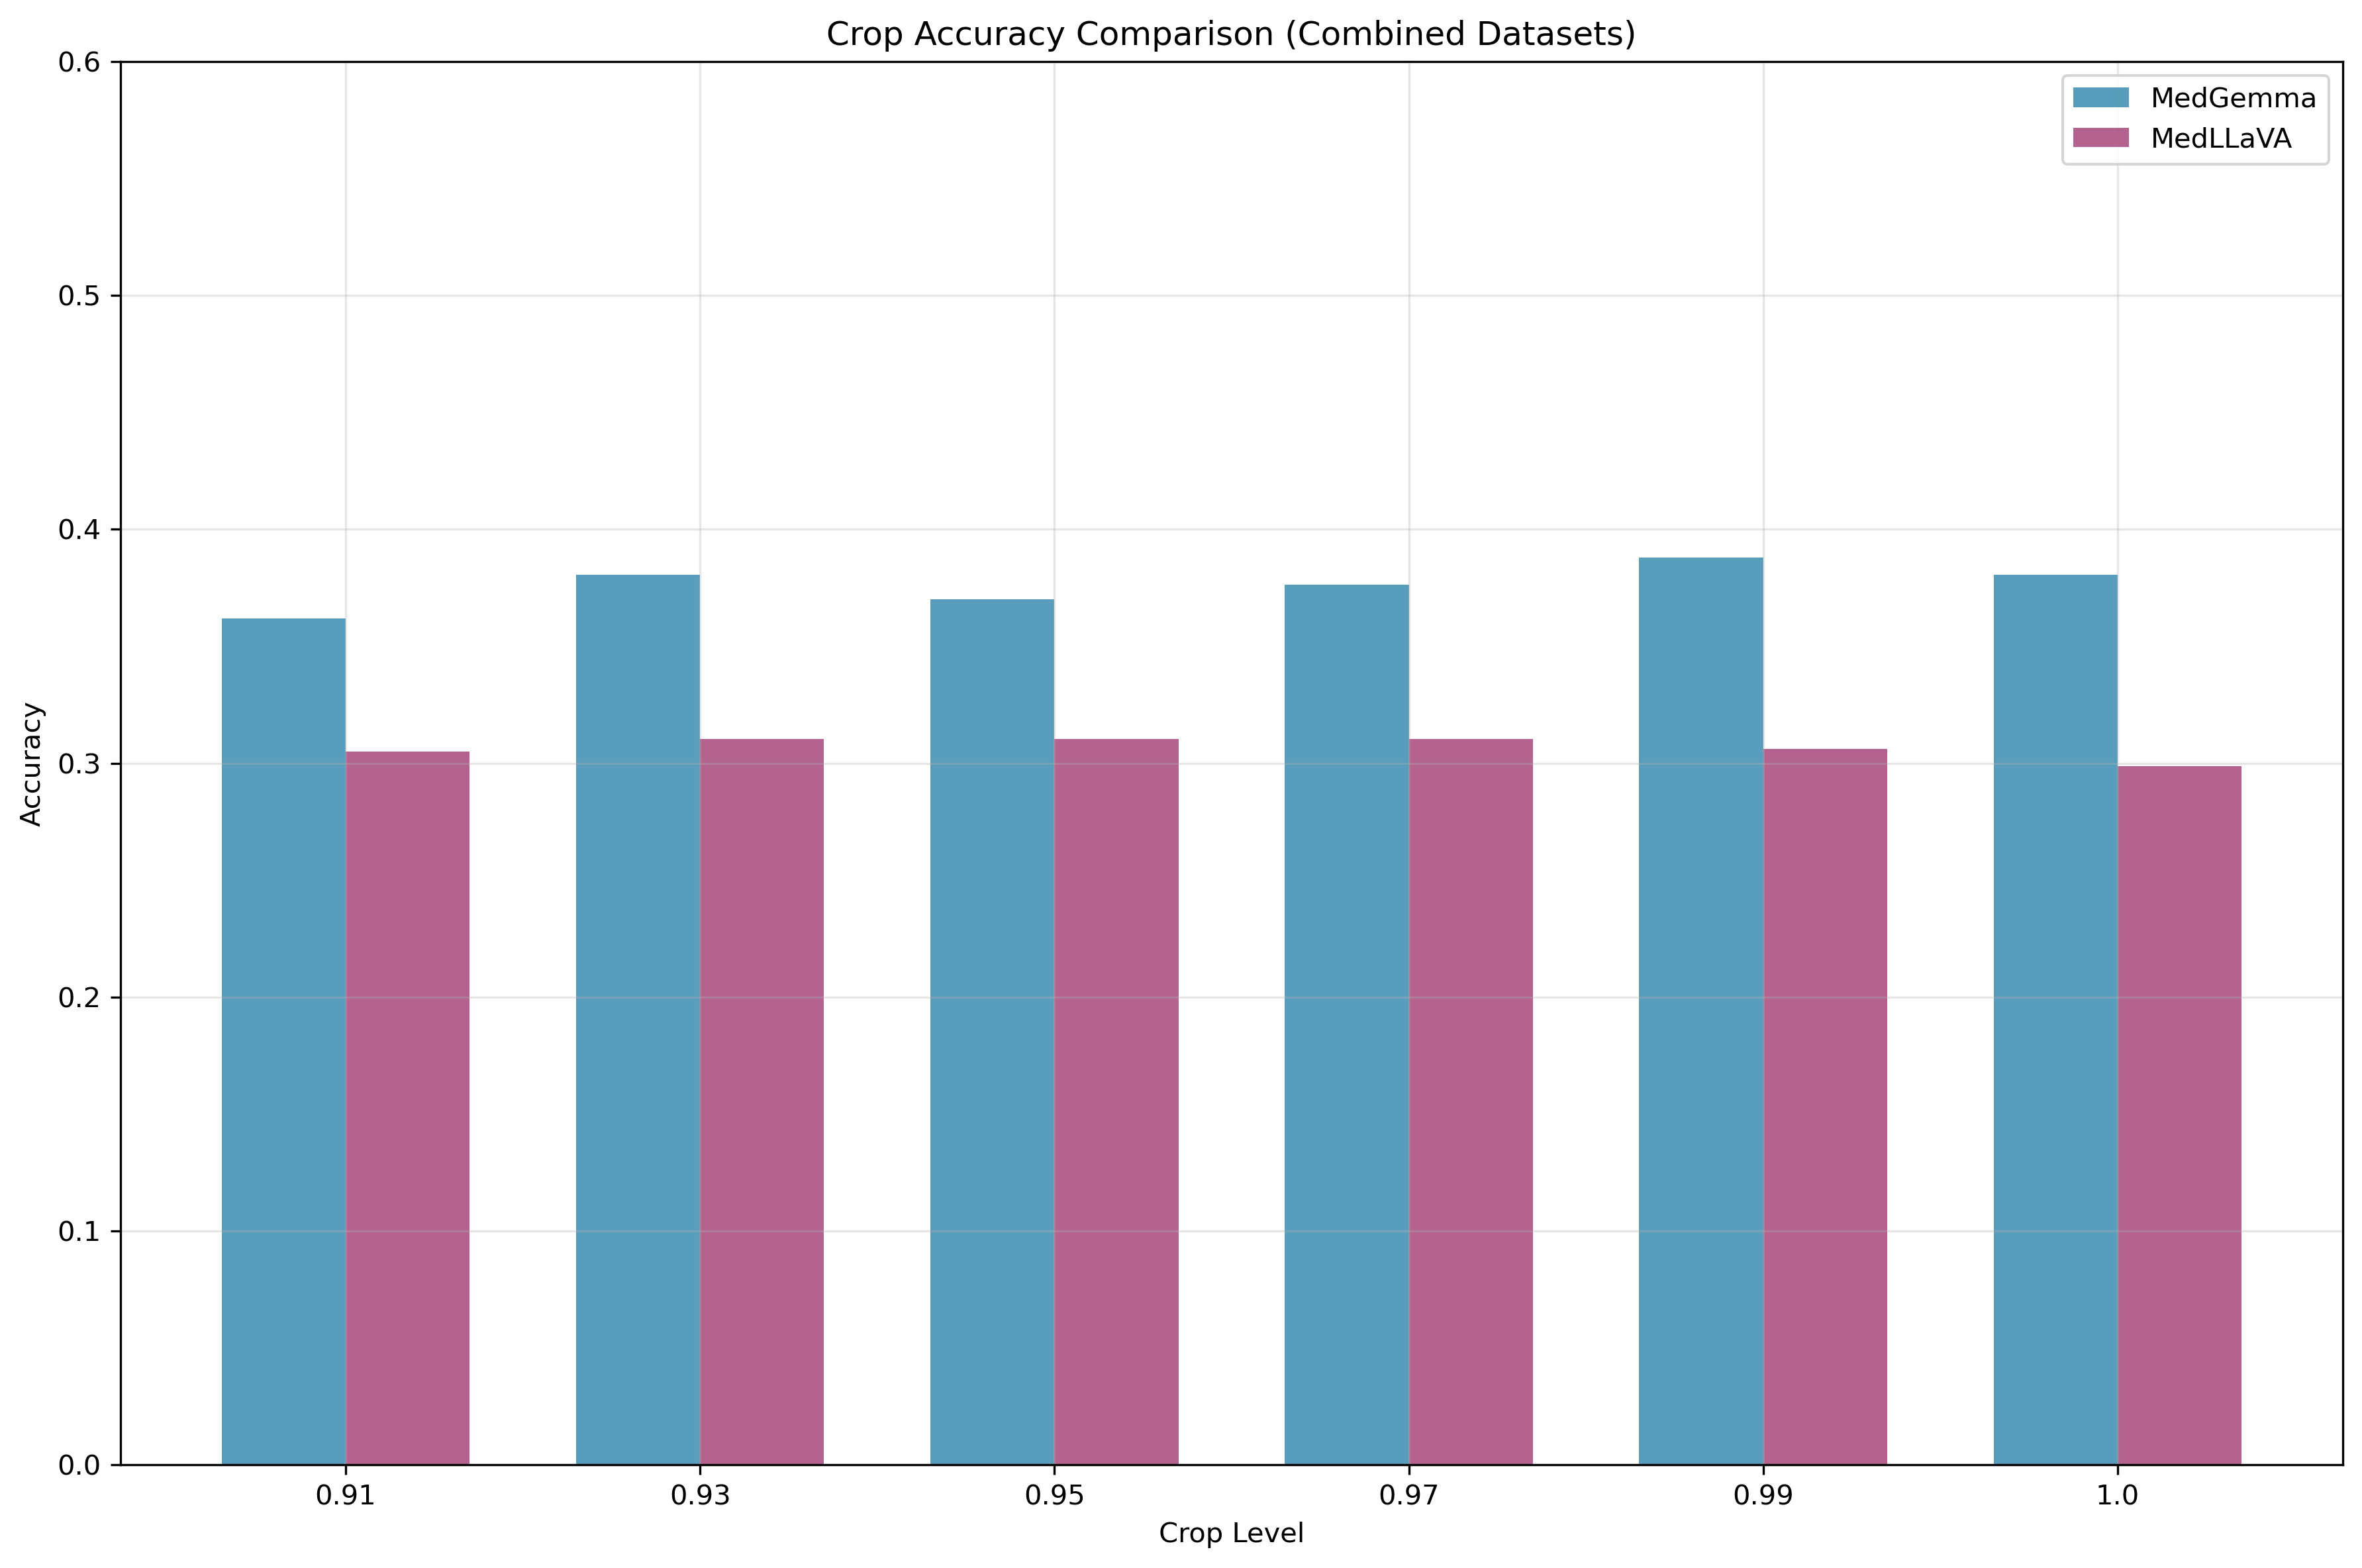 Crop Accuracy Comparison (Combined Datasets)
MedGemma
MedLLaVA
Accuracy
0.6
0.5
0.4
0.3
0.2
0.1
0.0
0.91 0.93 0.95 0.97 0.99 1.0
Crop Level